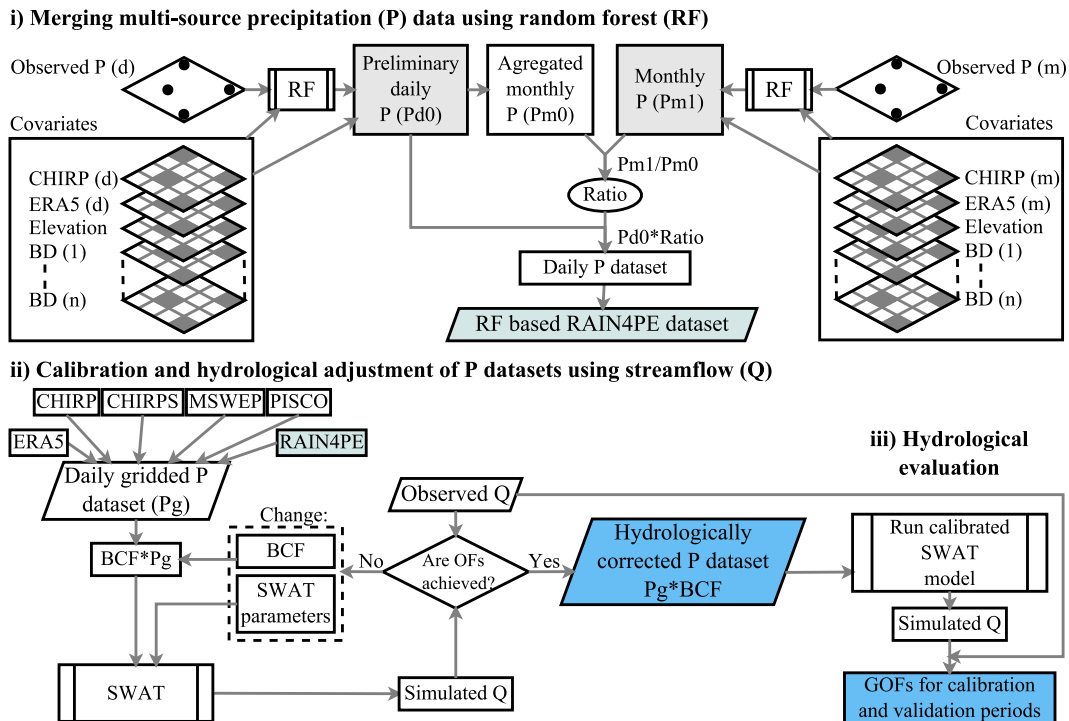 i) Merging multi-source precipitation (P) data using random forest (RF)
Observed P (d)
RF
Preliminary
daily
P (Pd0)
Agregated
monthly
P (Pm0)
Monthly
P (Pm1)
RF
Observed P (m)
Covariates
CHIRP (d)
ERA5 (d)
Elevation
BD (1)
BD (n)
Pm1/Pm0
Ratio
Pd0*Ratio
Daily P dataset
RF based RAIN4PE dataset
Covariates
CHIRP (m)
ERA5 (m)
Elevation
BD (1)
BD (n)
ii) Calibration and hydrological adjustment of P datasets using streamflow (Q)
CHIRP
CHIRPS
MSWEP
PISCO
ERA5
RAIN4PE
Daily gridded P
dataset (Pg)
BCF*Pg
Change:
BCF
SWAT
parameters
SWAT
No
Observed Q
Are OFs
achieved?
Yes
Simulated Q
Hydrologically
corrected P dataset
Pg*BCF
iii) Hydrological
evaluation
Run calibrated
SWAT
model
Simulated Q
GOFs for calibration
and validation periods